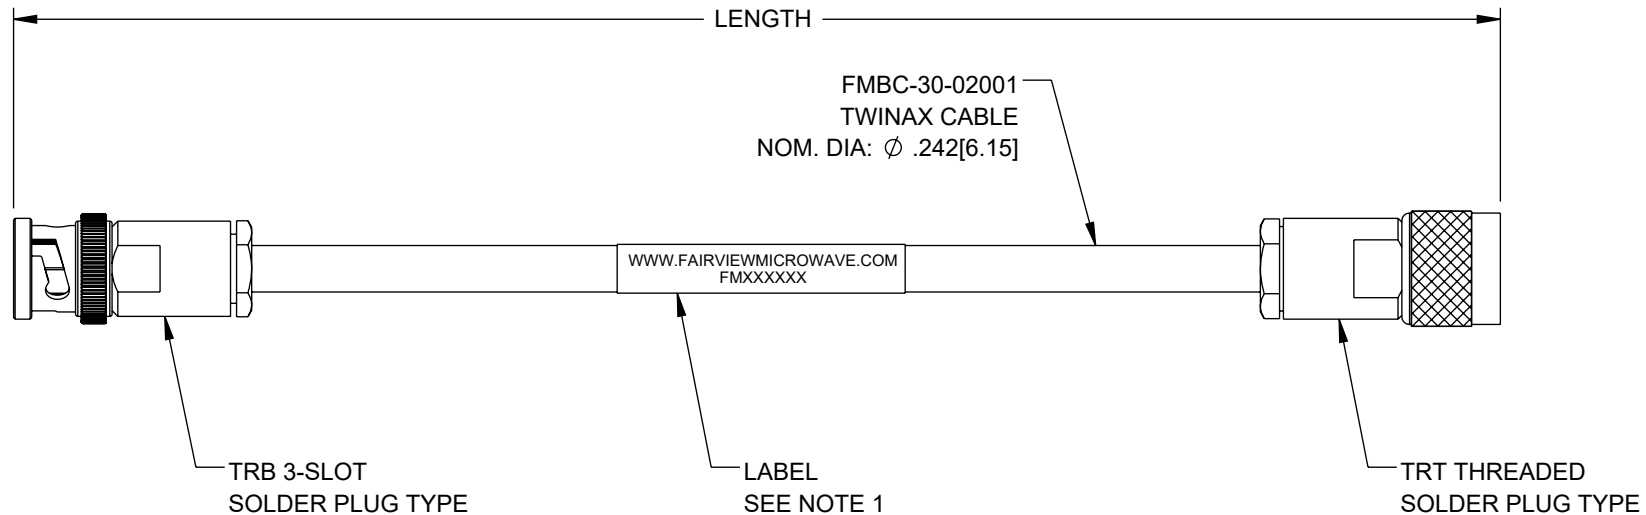 LENGTH
FMBC-30-02001
TWINAX CABLE
NOM. DIA: ∅ .242[6.15]
WWW.FAIRVIEWMICROWAVE.COM
FMXXXXXX
TRB 3-SLOT
SOLDER PLUG TYPE
LABEL
SEE NOTE 1
TRT THREADED
SOLDER PLUG TYPE